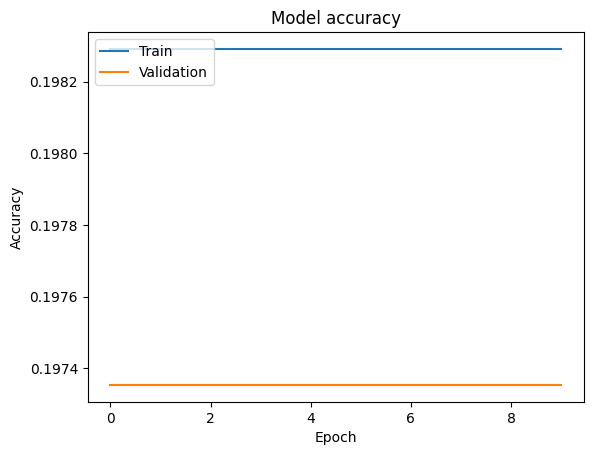 Model accuracy
Train
Validation
0.1982
0.1980
0.1978
0.1976
0.1974
Accuracy
0 2 4 6 8
Epoch